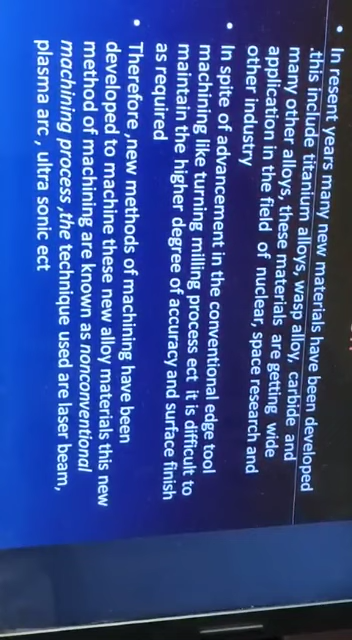 • In resent years many new materials have been developed
.this include titanium alloys, wasp alloy, carbide and
many other alloys, these materials are getting wide
application in the field of nuclear, space research and
other industry
• In spite of advancement in the conventional edge tool
machining like turning milling process ect it is difficult to
maintain the higher degree of accuracy and surface finish
as required
• Therefore ,new methods of machining have been
developed to machine these new alloy materials this new
method of machining are known as nonconventional
machining process ,the technique used are laser beam,
plasma arc , ultra sonic ect